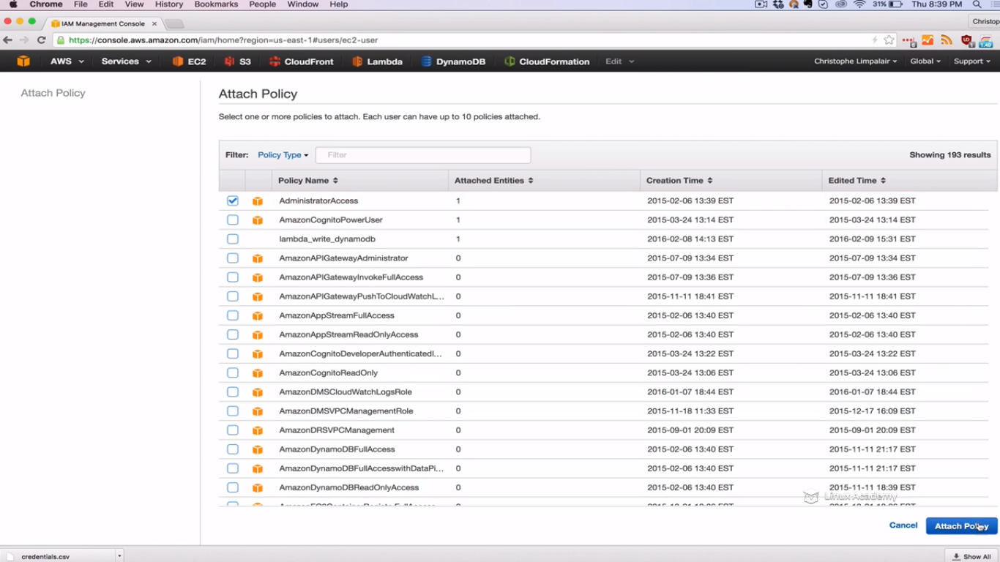 Chrome File Edit View History Bookmarks People Window Help 31% Thu 8:39 PM
IAM Management Console Christop
https://console.aws.amazon.com/iam/home?region=us-east-1#users/ec2-user
AWS Services EC2 S3 CloudFront Lambda DynamoDB CloudFormation Edit Christophe Limpalair Global Support
Attach Policy
Attach Policy
Select one or more policies to attach. Each user can have up to 10 policies attached.
Filter: Policy Type Filter Showing 193 results
Policy Name Attached Entities Creation Time Edited Time
AdministratorAccess 1 2015-02-06 13:39 EST 2015-02-06 13:39 EST
AmazonCognitoPowerUser 1 2015-03-24 13:14 EST 2015-03-24 13:14 EST
lambda_write_dynamodb 1 2016-02-08 14:13 EST 2016-02-09 15:31 EST
AmazonAPIGatewayAdministrator 0 2015-07-09 13:34 EST 2015-07-09 13:34 EST
AmazonAPIGatewayInvokeFullAccess 0 2015-07-09 13:36 EST 2015-07-09 13:36 EST
AmazonAPIGatewayPushToCloudWatchL... 0 2015-11-11 18:41 EST 2015-11-11 18:41 EST
AmazonAppStreamFullAccess 0 2015-02-06 13:40 EST 2015-02-06 13:40 EST
AmazonAppStreamReadOnlyAccess 0 2015-02-06 13:40 EST 2015-02-06 13:40 EST
AmazonCognitoDeveloperAuthenticatedI... 0 2015-03-24 13:22 EST 2015-03-24 13:22 EST
AmazonCognitoReadOnly 0 2015-03-24 13:06 EST 2015-03-24 13:06 EST
AmazonDMSCloudWatchLogsRole 0 2016-01-07 18:44 EST 2016-01-07 18:44 EST
AmazonDMSVPCManagementRole 0 2015-11-18 11:33 EST 2015-12-17 16:09 EST
AmazonDRSVPCManagement 0 2015-09-01 20:09 EST 2015-09-01 20:09 EST
AmazonDynamoDBFullAccess 0 2015-02-06 13:40 EST 2015-11-11 21:17 EST
AmazonDynamoDBFullAccesswithDataPi... 0 2015-02-06 13:40 EST 2015-11-11 21:17 EST
AmazonDynamoDBReadOnlyAccess 0 2015-02-06 13:40 EST 2015-11-11 18:39 EST
Linux Academy
Cancel Attach Policy
credentials.csv Show All